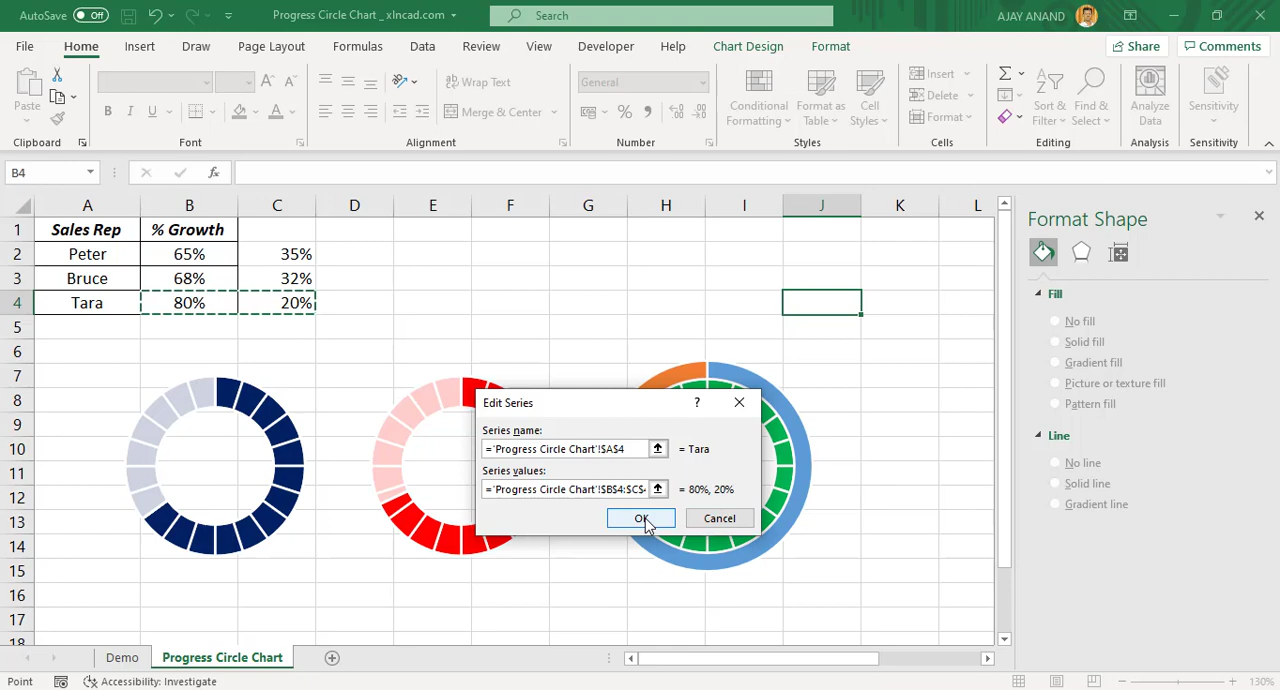 AutoSave Off Progress Circle Chart _ xlncad.com Search AJAY ANAND
File Home Insert Draw Page Layout Formulas Data Review View Developer Help Chart Design Format Share Comments
Paste
Wrap Text
Merge & Center
General
Conditional Formatting
Format as Table
Cell Styles
Insert
Delete
Format
Sort & Filter
Find & Select
Analyze Data
Sensitivity
Clipboard Font Alignment Number Styles Cells Editing Analysis Sensitivity
B4 fx
A B C D E F G H I J K L
1 Sales Rep % Growth
2 Peter 65% 35%
3 Bruce 68% 32%
4 Tara 80% 20%
5
6
7
8
9
10
11
12
13
14
15
16
17
18
Edit Series ?
Series name:
='Progress Circle Chart'!$A$4 = Tara
Series values:
='Progress Circle Chart'!$B$4:$C$4 = 80%, 20%
OK Cancel
Format Shape
Fill
No fill
Solid fill
Gradient fill
Picture or texture fill
Pattern fill
Line
No line
Solid line
Gradient line
Demo Progress Circle Chart
Point Accessibility: Investigate 130%